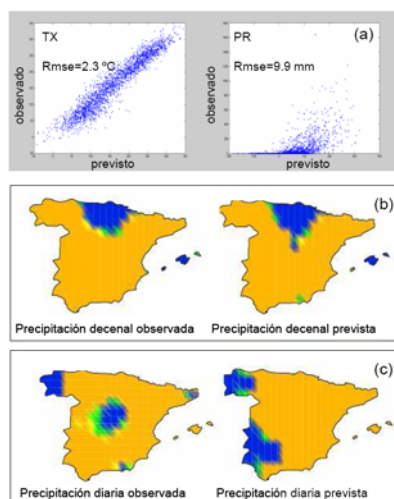 TX
Rmse=2.3 ºC
observado
previsto
PR
(a)
Rmse=9.9 mm
observado
previsto
(b)
Precipitación decenal observada
Precipitación decenal prevista
(c)
Precipitación diaria observada
Precipitación diaria prevista